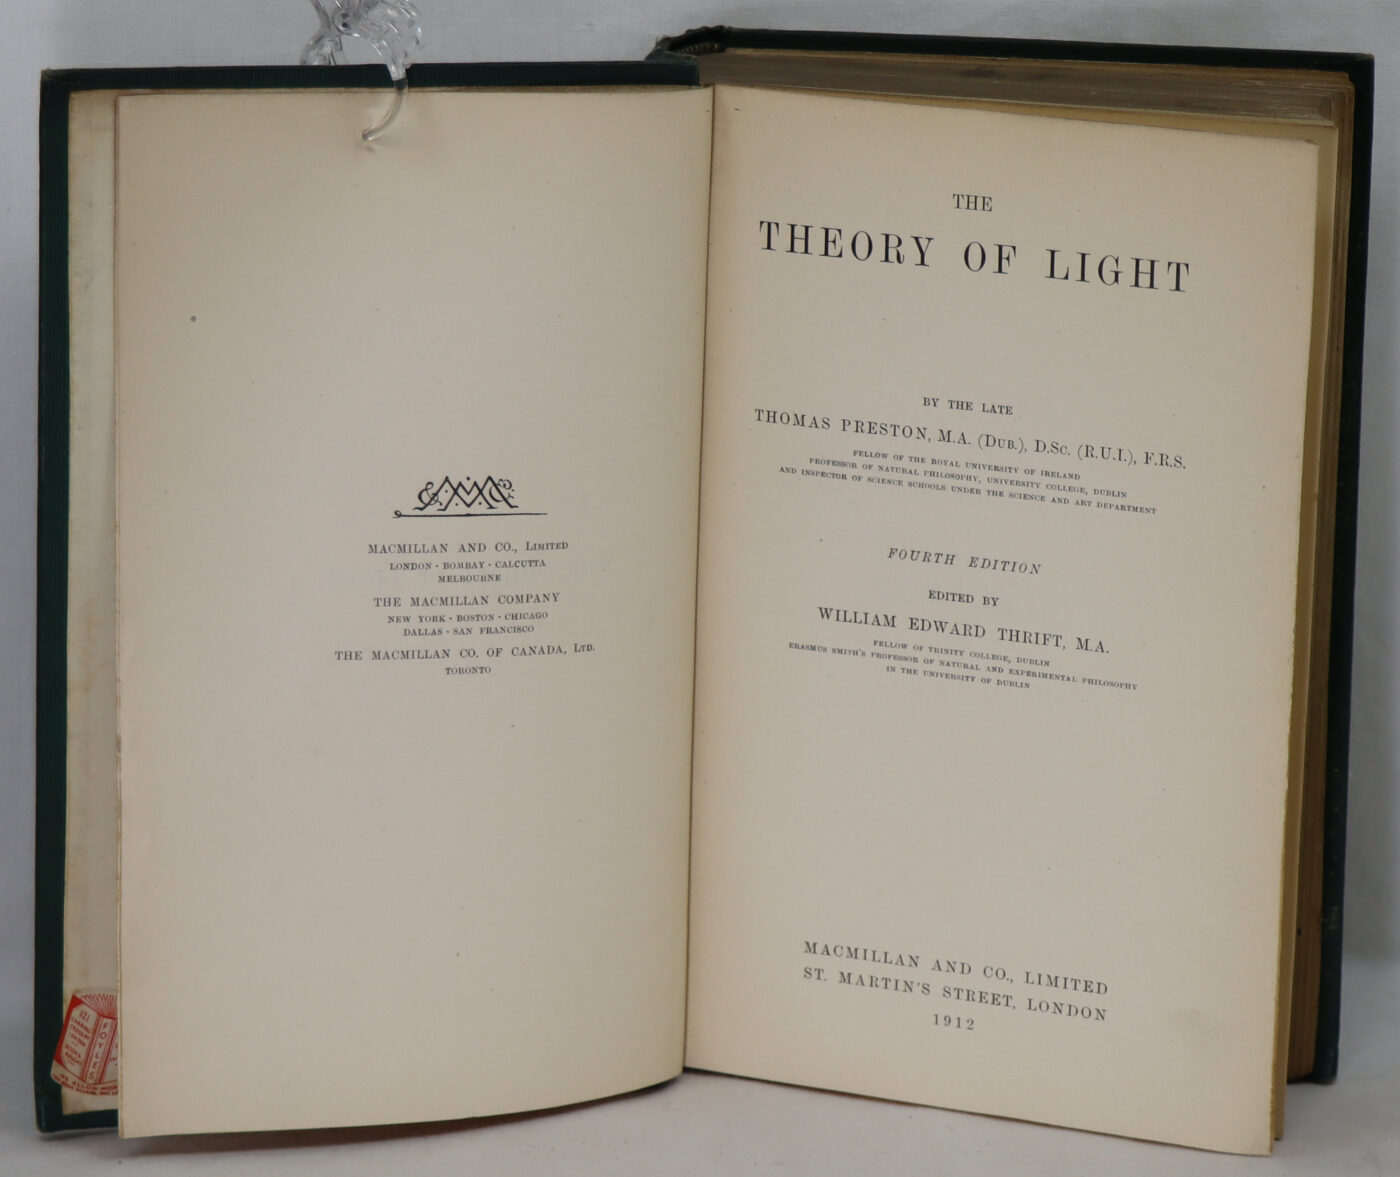 MACMILLAN AND CO., LIMITED
LONDON · BOMBAY · CALCUTTA
MELBOURNE
THE MACMILLAN COMPANY
NEW YORK · BOSTON · CHICAGO
DALLAS · SAN FRANCISCO
THE MACMILLAN CO. OF CANADA, LTD.
TORONTO
121
FOYLES
WE ALLOW MOR
THE
THEORY OF LIGHT
BY THE LATE
THOMAS PRESTON, M.A. (DUB.), D.SC. (R.U.I.), F.R.S.
FELLOW OF THE ROYAL UNIVERSITY OF IRELAND
PROFESSOR OF NATURAL PHILOSOPHY, UNIVERSITY COLLEGE, DUBLIN
AND INSPECTOR OF SCIENCE SCHOOLS UNDER THE SCIENCE AND ART DEPARTMENT
FOURTH EDITION
EDITED BY
WILLIAM EDWARD THRIFT, M.A.
FELLOW OF TRINITY COLLEGE, DUBLIN
ERASMUS SMITH'S PROFESSOR OF NATURAL AND EXPERIMENTAL PHILOSOPHY
IN THE UNIVERSITY OF DUBLIN
MACMILLAN AND CO., LIMITED
ST. MARTIN'S STREET, LONDON
1912